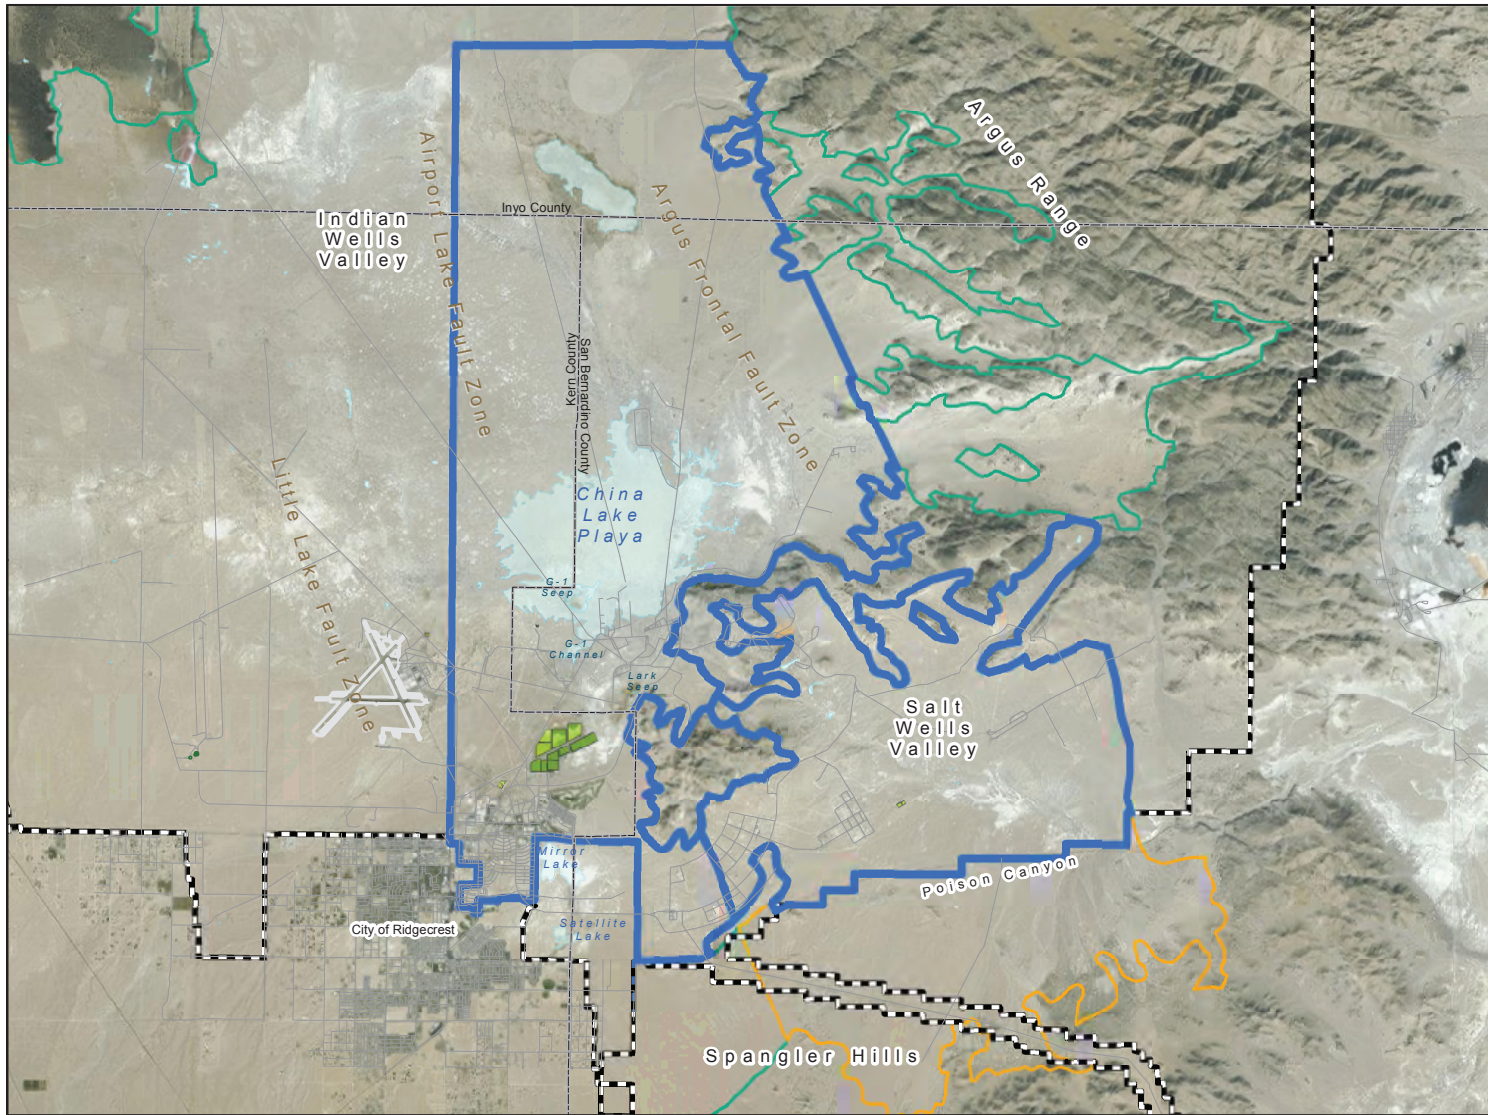 Argus Range
Airport Lake Fault Zone
Argus Frontal Fault Zone
Inyo County
Indian
Wells
Valley
Kern County
San Bernardino County
Little Lake Fault Zone
China
Lake
Playa
G-1
Seep
G-1
Channel
Lark
Seep
Salt
Wells
Valley
Mirror
Lake
Poison Canyon
City of Ridgecrest
Satellite
Lake
Spangler Hills